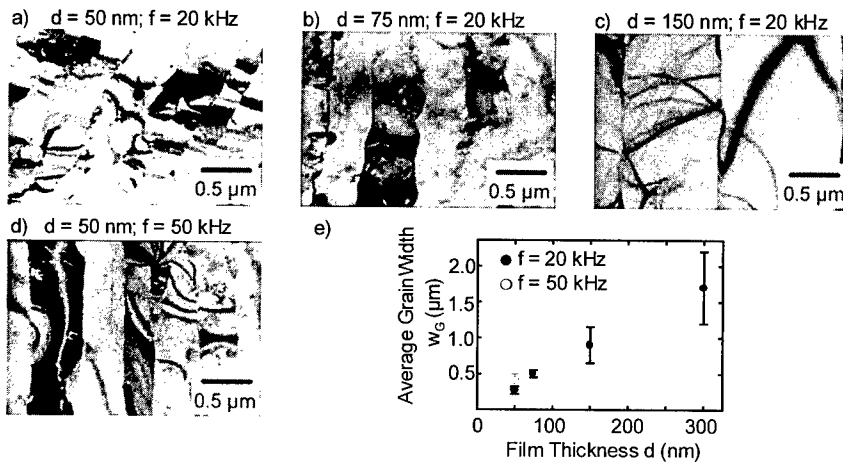 a) d = 50 nm; f = 20 kHz
b) d = 75 nm; f = 20 kHz
c) d = 150 nm; f = 20 kHz
0.5 µm
0.5 µm
0.5 µm
d) d = 50 nm; f = 50 kHz
0.5 µm
e)
Average Grain Width
w_G (µm)
2.0
1.5
1.0
0.5
f = 20 kHz
f = 50 kHz
0 100 200 300
Film Thickness d (nm)